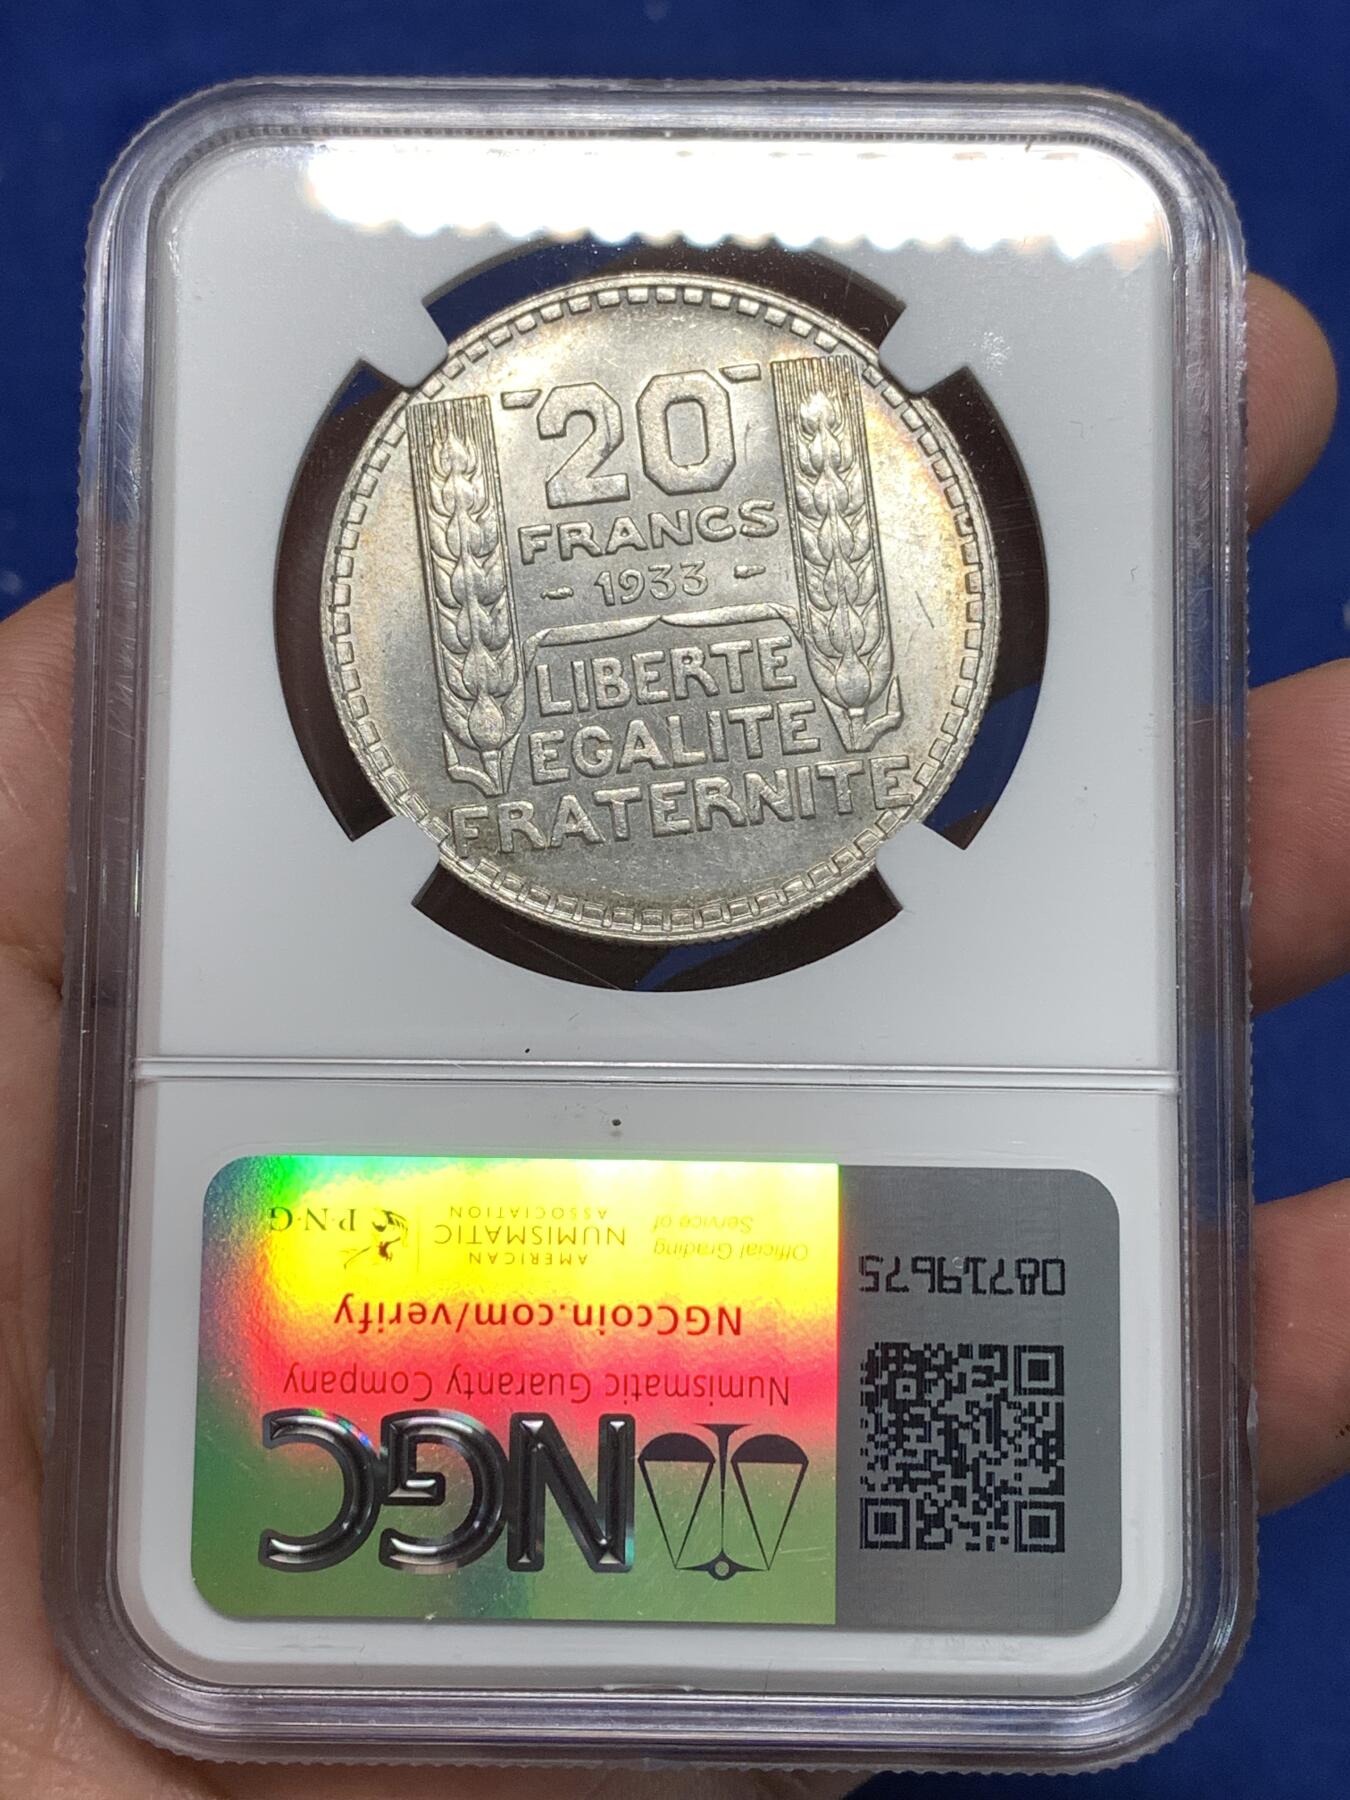 -20-
FRANCS
- 1933 -
LIBERTE
EGALITE
FRATERNITE
NGC
Numismatic Guaranty Company
NGCcoin.com/verify
Official Grading
Service of
AMERICAN
NUMISMATIC
ASSOCIATION
P·N·G
08719675